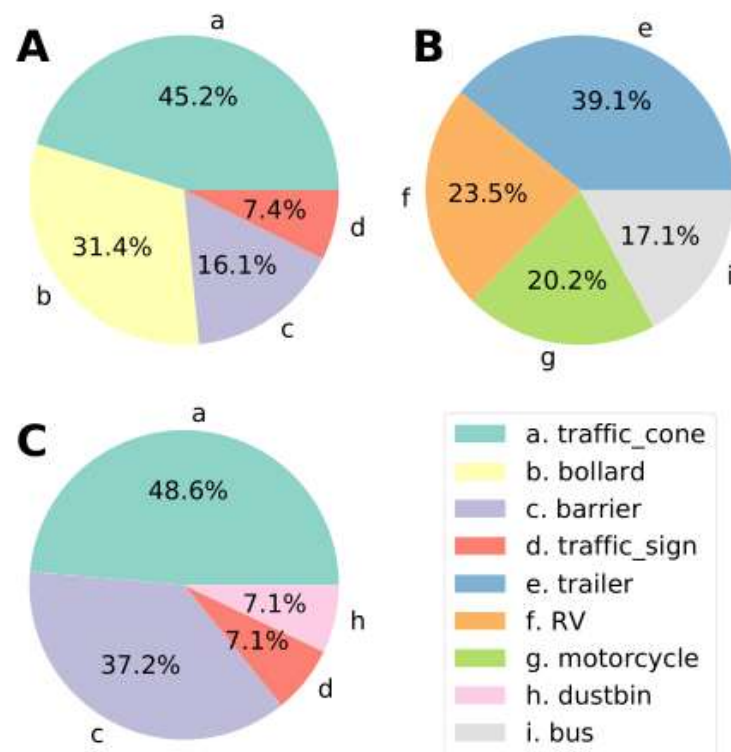 A
a
45.2%
b
31.4%
c
16.1%
d
7.4%
B
e
39.1%
f
23.5%
g
20.2%
i
17.1%
C
a
48.6%
c
37.2%
d
7.1%
h
7.1%
a. traffic_cone
b. bollard
c. barrier
d. traffic_sign
e. trailer
f. RV
g. motorcycle
h. dustbin
i. bus